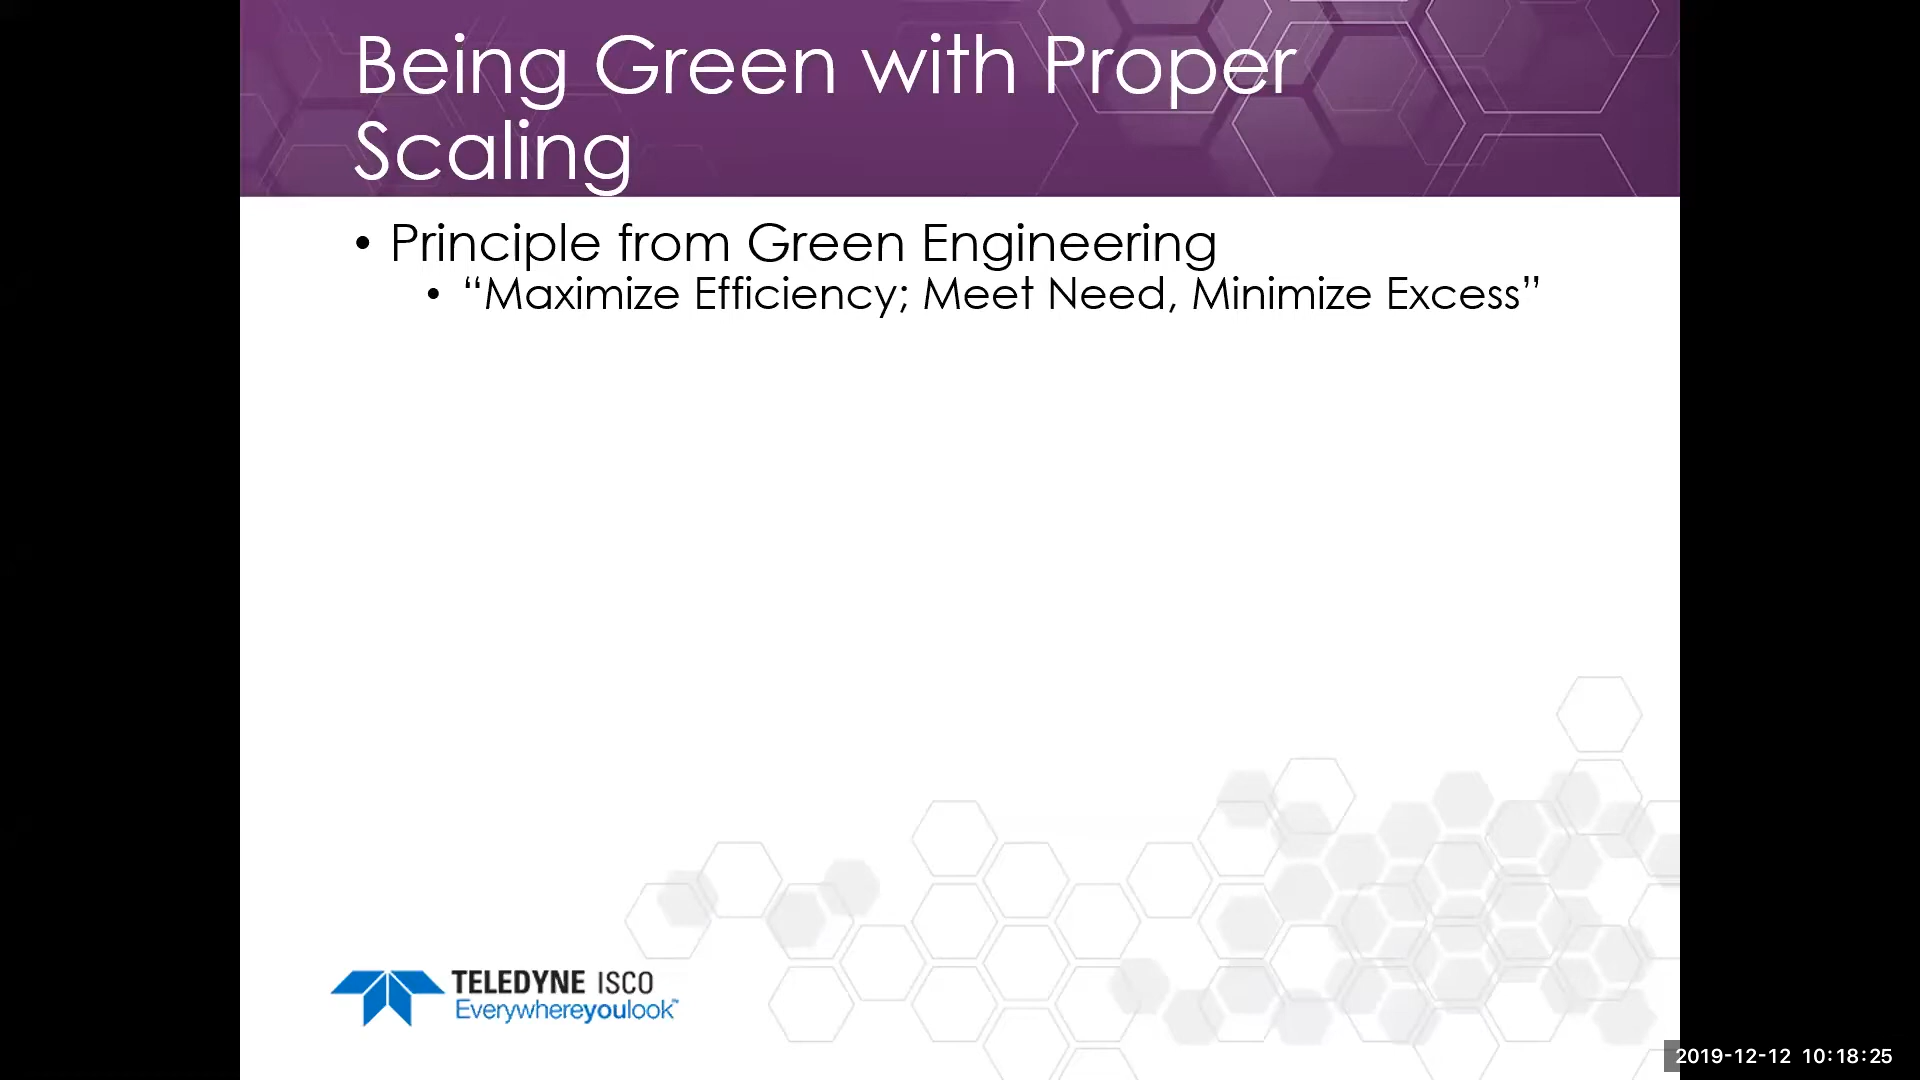 Being Green with Proper
Scaling
• Principle from Green Engineering
• “Maximize Efficiency; Meet Need, Minimize Excess”
TELEDYNE ISCO
Everywhereyoulook™
2019-12-12 10:18:25